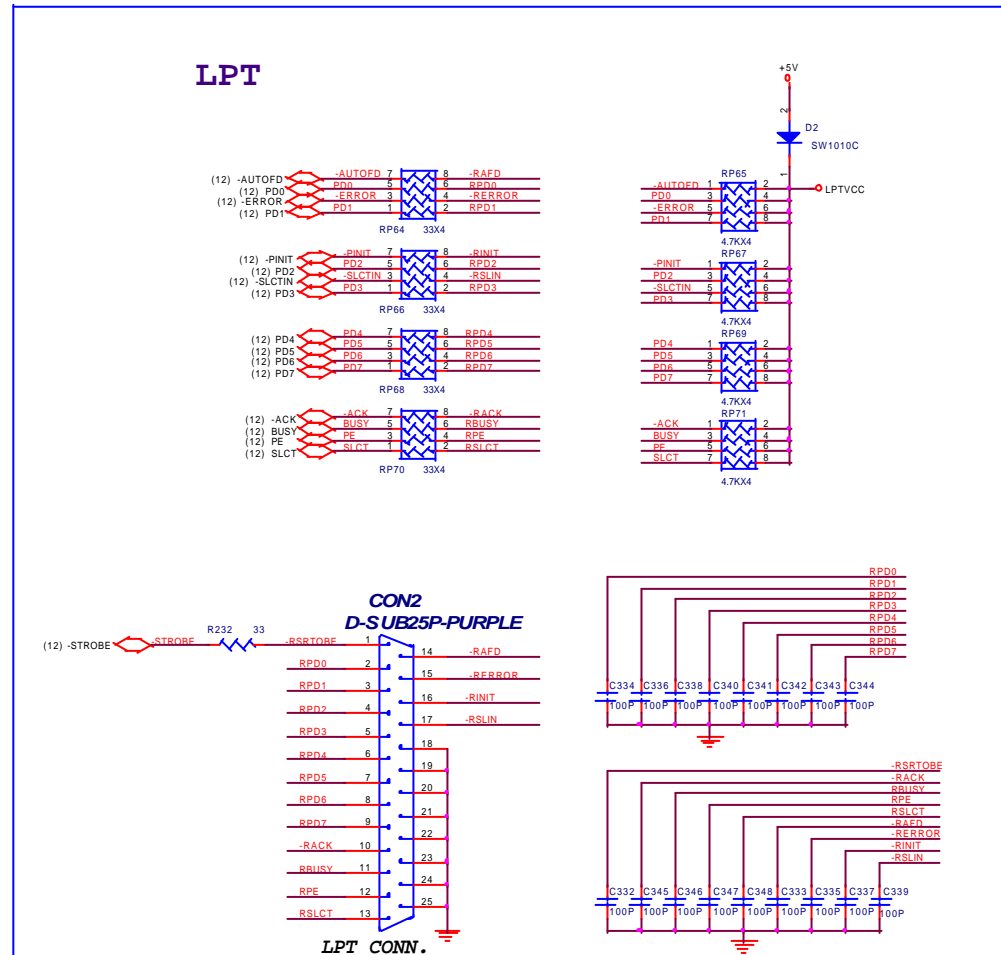 LPT
+5V
2
D2
SW1010C
1
LPTVCC
(12) -AUTOFD -AUTOFD 7 8 -RAFD
(12) PD0 PD0 5 6 RPD0
(12) -ERROR -ERROR 3 4 -RERROR
(12) PD1 PD1 1 2 RPD1
RP64 33X4
RP65
-AUTOFD 1 2
PD0 3 4
-ERROR 5 6
PD1 7 8
4.7KX4
(12) -PINIT -PINIT 7 8 -RINIT
(12) PD2 PD2 5 6 RPD2
(12) -SLCTIN -SLCTIN 3 4 -RSLIN
(12) PD3 PD3 1 2 RPD3
RP66 33X4
RP67
-PINIT 1 2
PD2 3 4
-SLCTIN 5 6
PD3 7 8
4.7KX4
(12) PD4 PD4 7 8 RPD4
(12) PD5 PD5 5 6 RPD5
(12) PD6 PD6 3 4 RPD6
(12) PD7 PD7 1 2 RPD7
RP68 33X4
RP69
PD4 1 2
PD5 3 4
PD6 5 6
PD7 7 8
4.7KX4
(12) -ACK -ACK 7 8 -RACK
(12) BUSY BUSY 5 6 RBUSY
(12) PE PE 3 4 RPE
(12) SLCT SLCT 1 2 RSLCT
RP70 33X4
RP71
-ACK 1 2
BUSY 3 4
PE 5 6
SLCT 7 8
4.7KX4
CON2
D-SUB25P-PURPLE
R232 33
(12) -STROBE -STROBE -RSRTOBE 1
14 -RAFD
RPD0 2
15 -RERROR
RPD1 3
16 -RINIT
RPD2 4
17 -RSLIN
RPD3 5
18
RPD4 6
19
RPD5 7
20
RPD6 8
21
RPD7 9
22
-RACK 10
23
RBUSY 11
24
RPE 12
25
RSLCT 13
LPT CONN.
RPD0
RPD1
RPD2
RPD3
RPD4
RPD5
RPD6
RPD7
C334 C336 C338 C340 C341 C342 C343 C344
100P 100P 100P 100P 100P 100P 100P 100P
-RSRTOBE
-RACK
RBUSY
RPE
RSLCT
-RAFD
-RERROR
-RINIT
-RSLIN
C332 C345 C346 C347 C348 C333 C335 C337 C339
100P 100P 100P 100P 100P 100P 100P 100P 100P